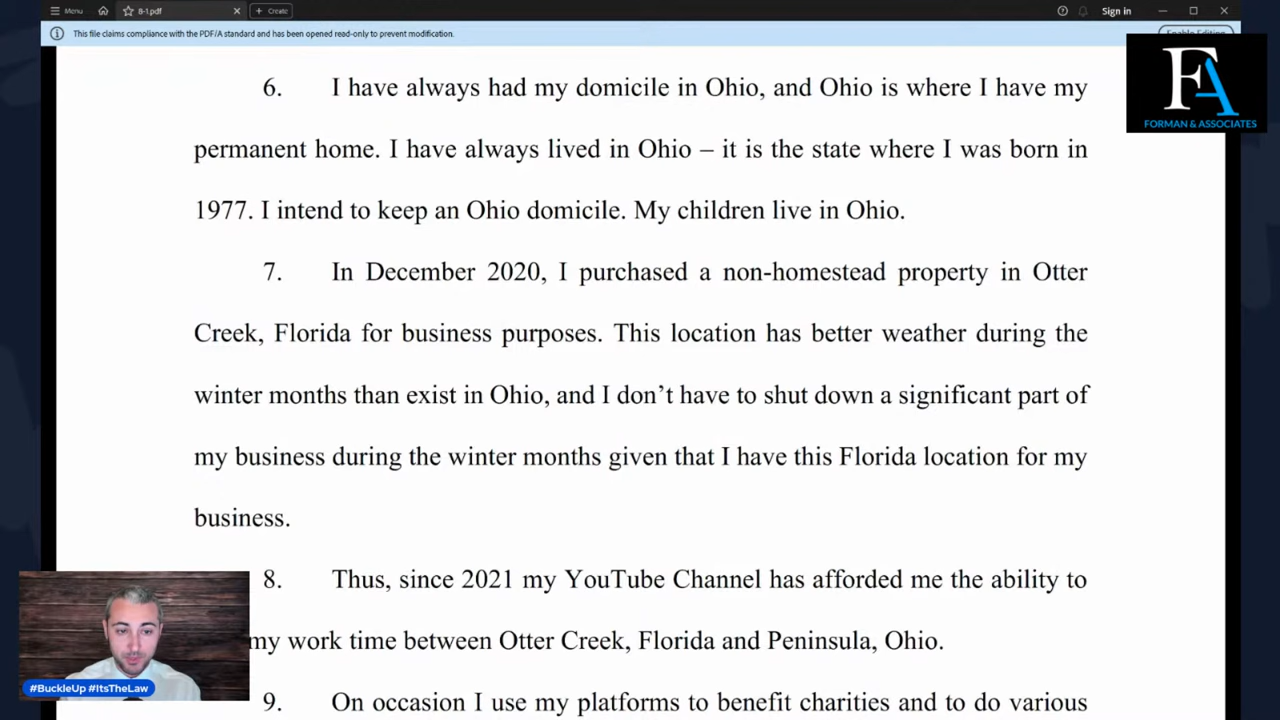 Menu
8-1.pdf
Create
Sign in
This file claims compliance with the PDF/A standard and has been opened read-only to prevent modification.
Enable Editing
FA
FORMAN & ASSOCIATES
6. I have always had my domicile in Ohio, and Ohio is where I have my
permanent home. I have always lived in Ohio – it is the state where I was born in
1977. I intend to keep an Ohio domicile. My children live in Ohio.
7. In December 2020, I purchased a non-homestead property in Otter
Creek, Florida for business purposes. This location has better weather during the
winter months than exist in Ohio, and I don’t have to shut down a significant part of
my business during the winter months given that I have this Florida location for my
business.
8. Thus, since 2021 my YouTube Channel has afforded me the ability to
my work time between Otter Creek, Florida and Peninsula, Ohio.
9. On occasion I use my platforms to benefit charities and to do various
#BuckleUp #ItsTheLaw